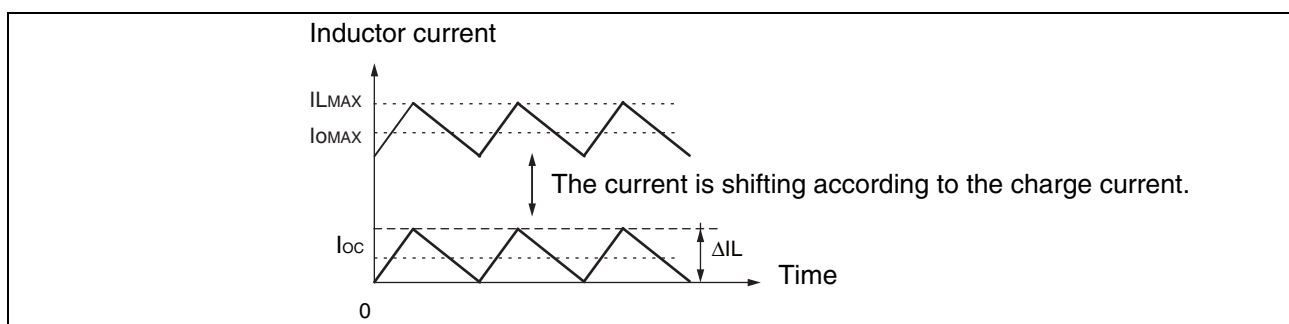 Inductor current
ILMAX
IOMAX
The current is shifting according to the charge current.
IOC
ΔIL
Time
0